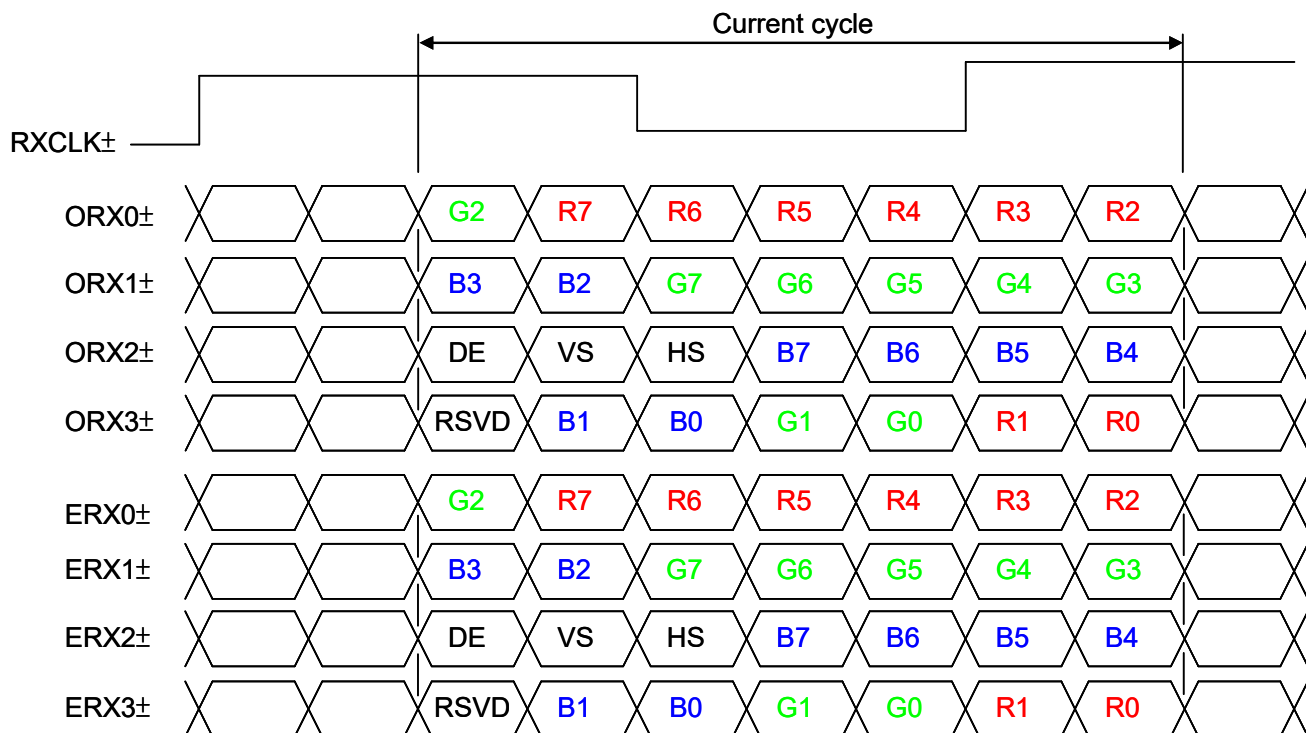 Current cycle
RXCLK±
ORX0± G2 R7 R6 R5 R4 R3 R2
ORX1± B3 B2 G7 G6 G5 G4 G3
ORX2± DE VS HS B7 B6 B5 B4
ORX3± RSVD B1 B0 G1 G0 R1 R0
ERX0± G2 R7 R6 R5 R4 R3 R2
ERX1± B3 B2 G7 G6 G5 G4 G3
ERX2± DE VS HS B7 B6 B5 B4
ERX3± RSVD B1 B0 G1 G0 R1 R0